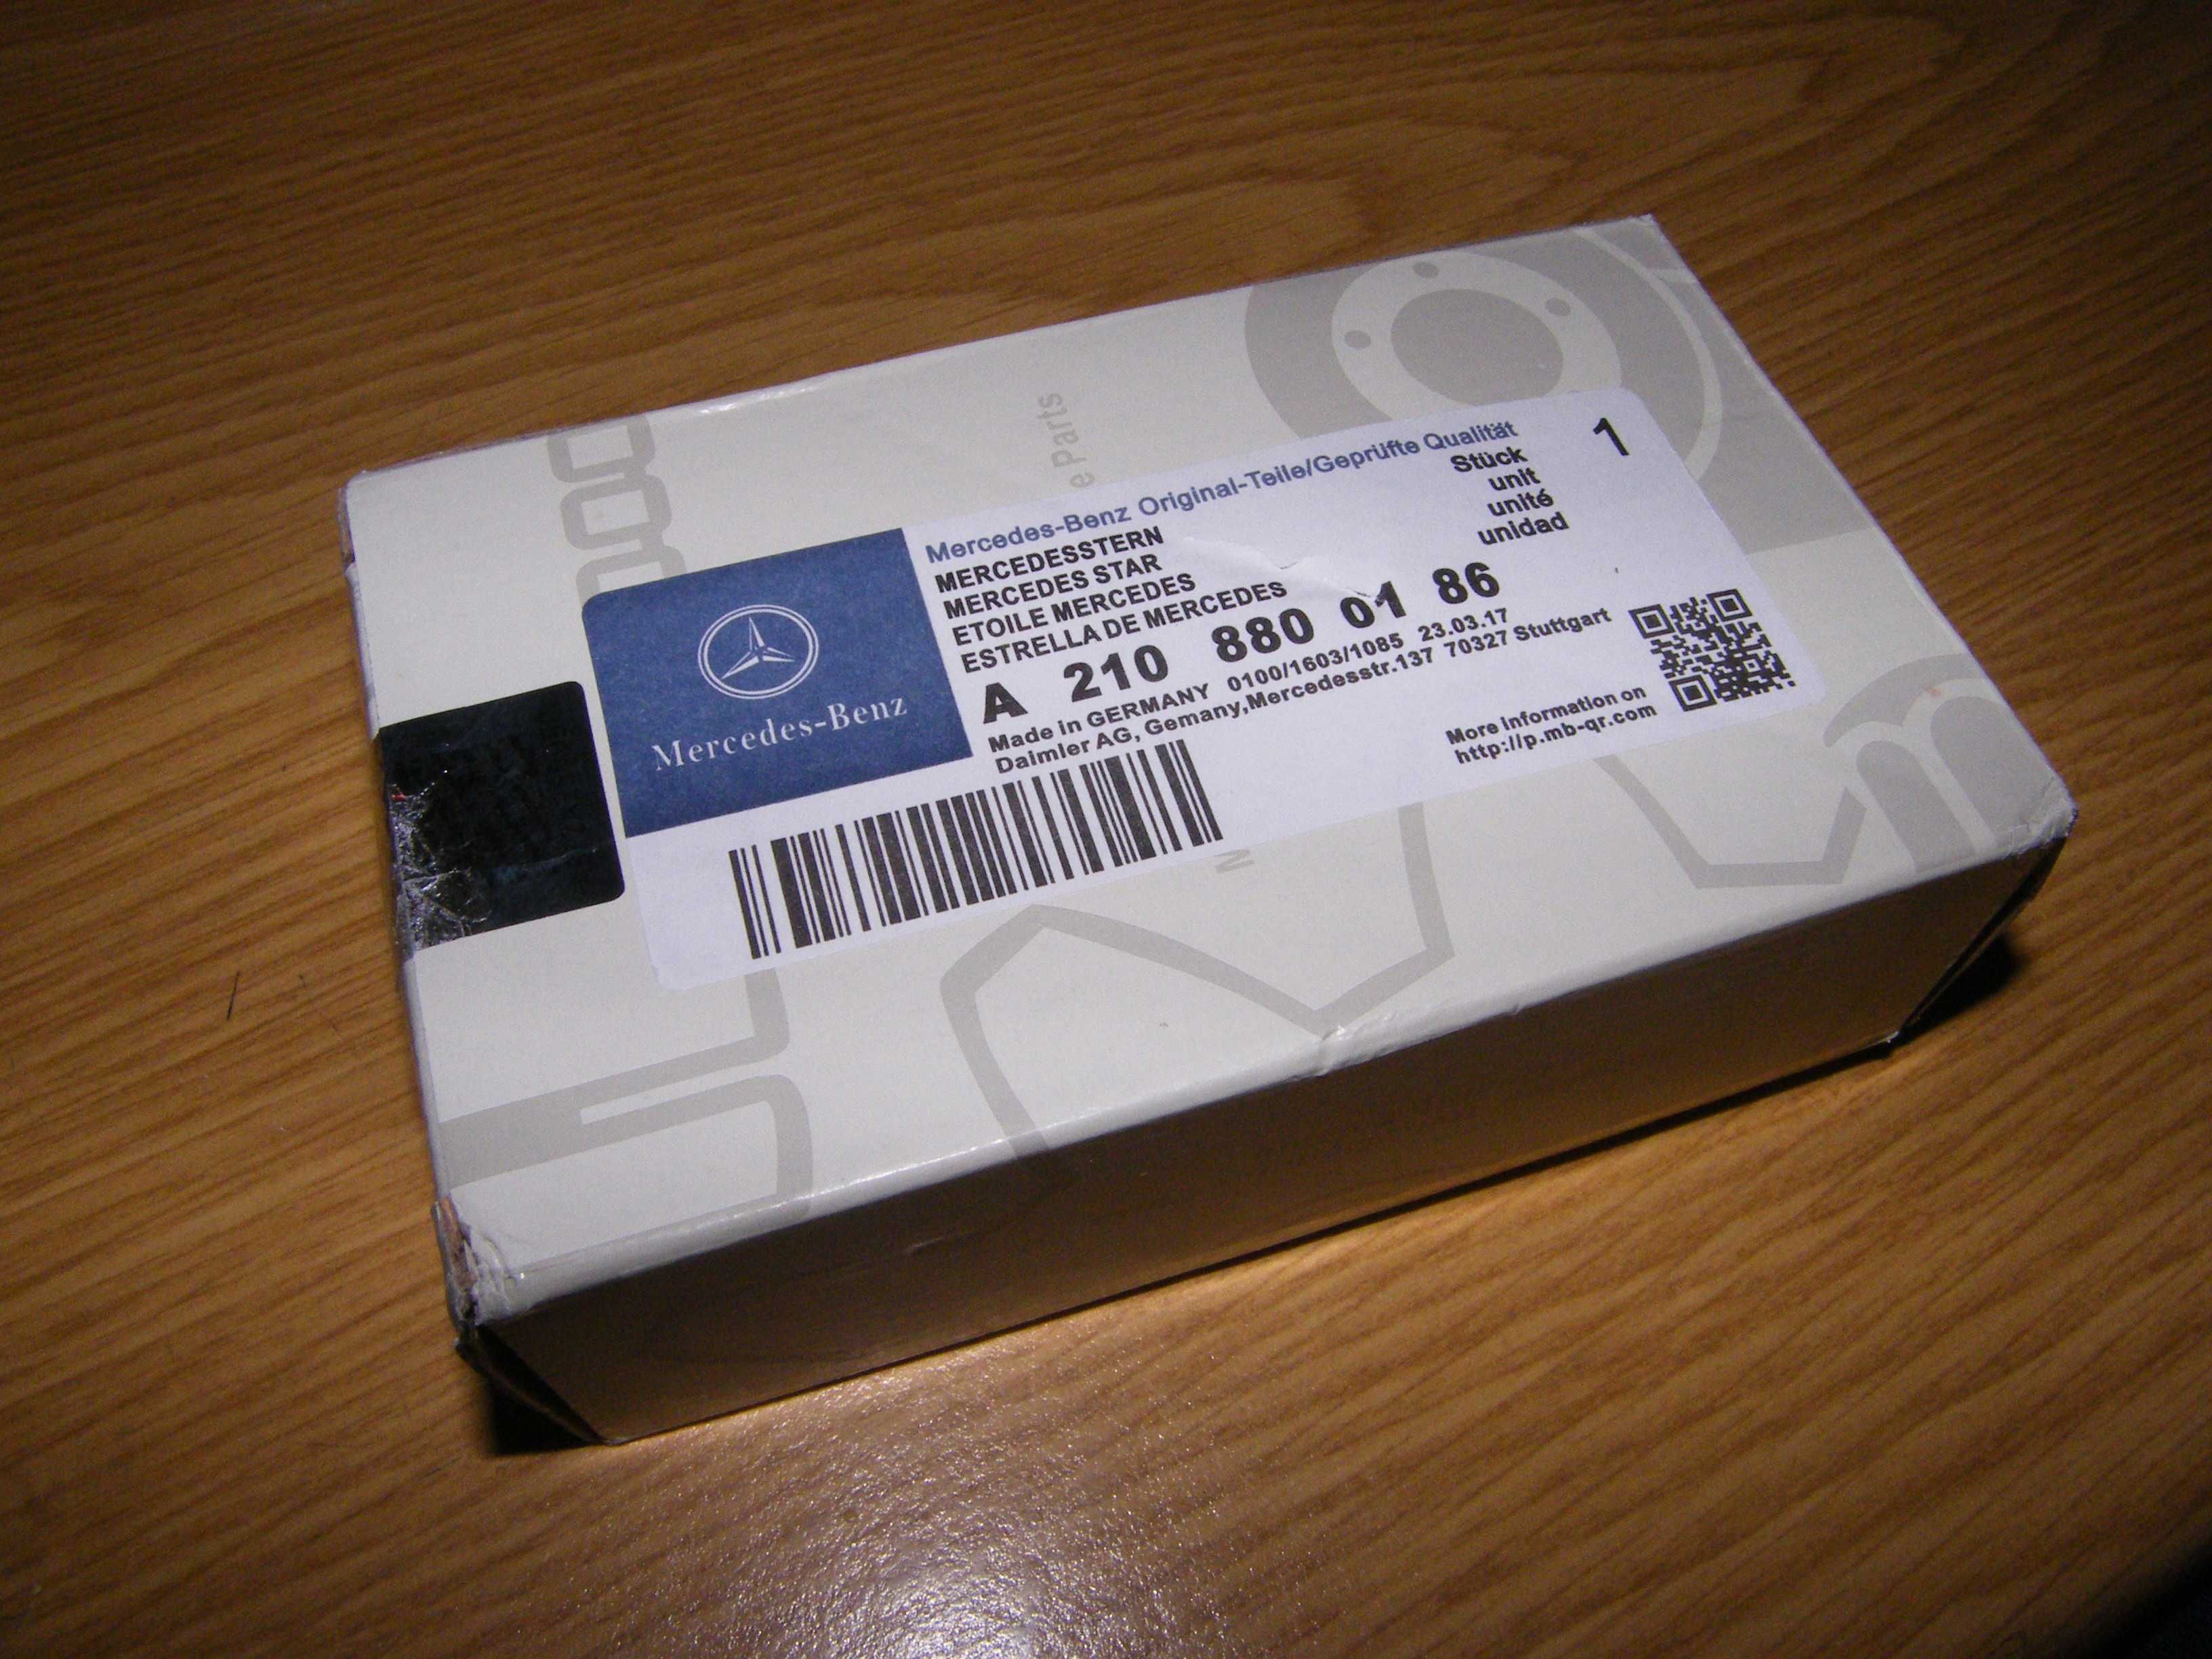 e Parts
Mercedes-Benz Original-Teile/Geprüfte Qualität
MERCEDESSTERN
MERCEDES STAR
ETOILE MERCEDES
ESTRELLA DE MERCEDES
Stück
unit
unité
unidad
1
A 210 880 01 86
Made in GERMANY 0100/1603/1085 23.03.17
Daimler AG, Gemany,Mercedesstr.137 70327 Stuttgart
More information on
http://p.mb-qr.com
Mercedes-Benz
M